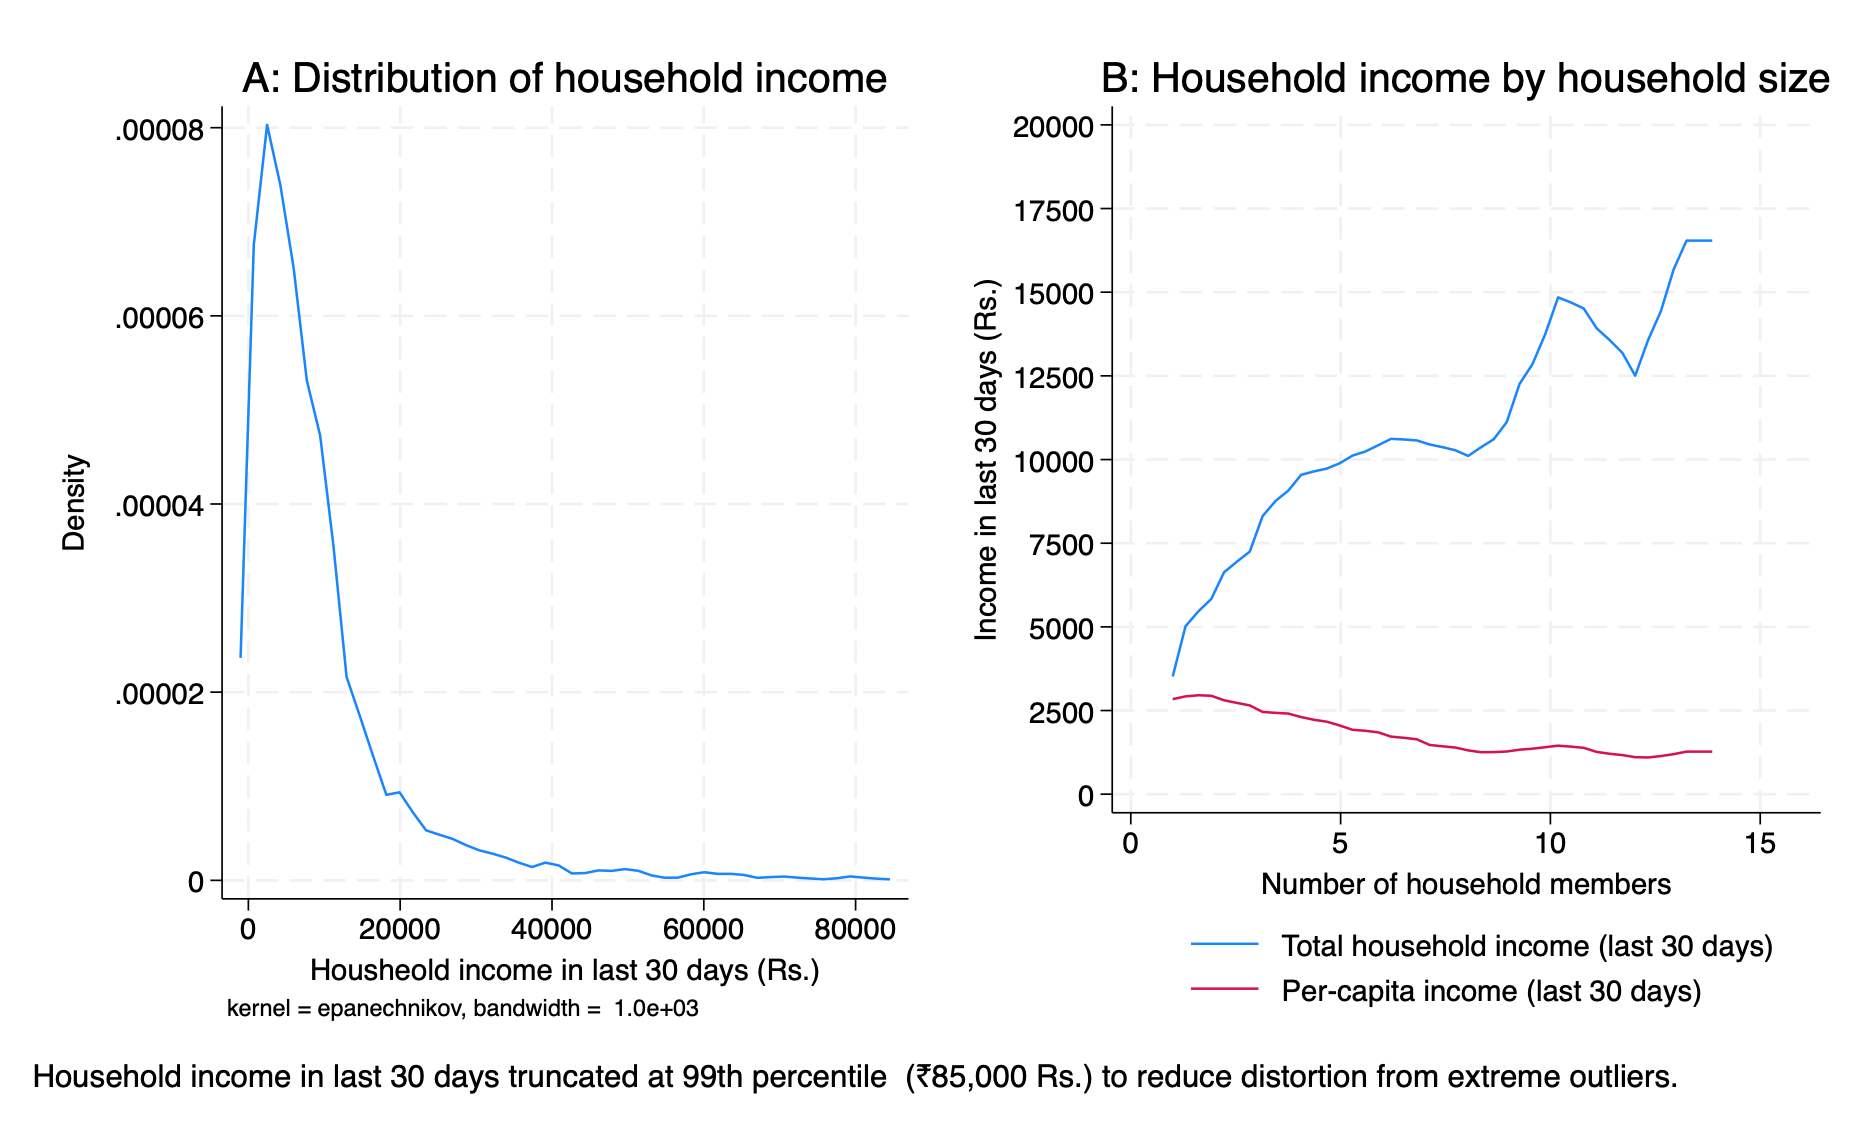 A: Distribution of household income
.00008
.00006
.00004
.00002
0
Density
0 20000 40000 60000 80000
Housheold income in last 30 days (Rs.)
kernel = epanechnikov, bandwidth = 1.0e+03
B: Household income by household size
20000
17500
15000
12500
10000
7500
5000
2500
0
Income in last 30 days (Rs.)
0 5 10 15
Number of household members
Total household income (last 30 days)
Per-capita income (last 30 days)
Household income in last 30 days truncated at 99th percentile (₹85,000 Rs.) to reduce distortion from extreme outliers.